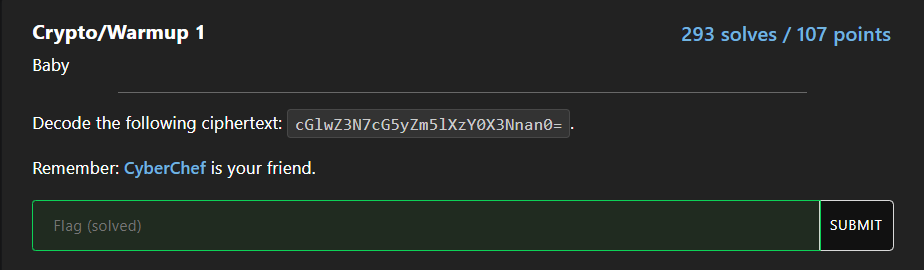 Crypto/Warmup 1
293 solves / 107 points
Baby
Decode the following ciphertext: cGlwZ3N7cG5yZm5lXzY0X3Nnan0=.
Remember: CyberChef is your friend.
Flag (solved)
SUBMIT